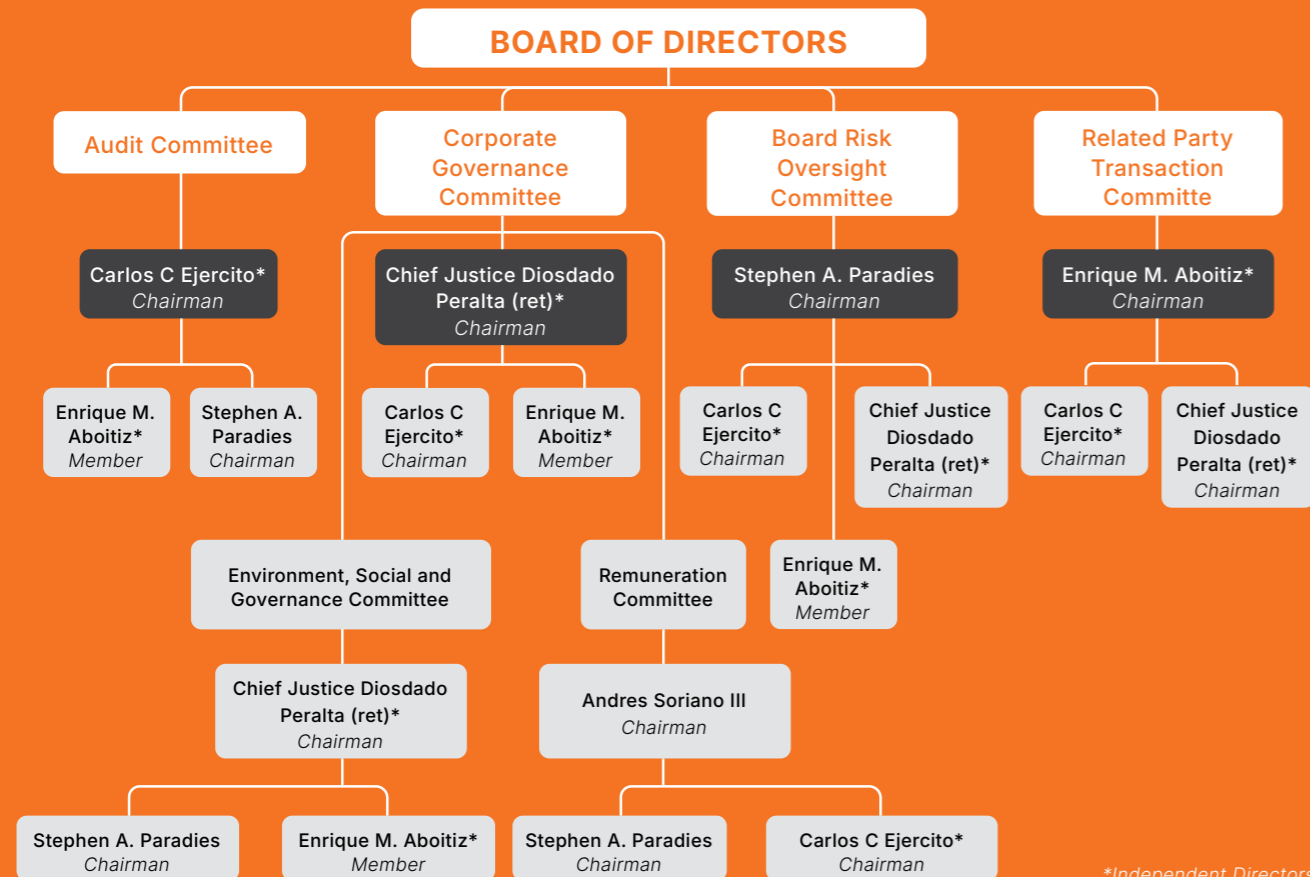 BOARD OF DIRECTORS
Audit Committee
Corporate
Governance
Committee
Board Risk
Oversight
Committee
Related Party
Transaction
Committe
Carlos C Ejercito*
Chairman
Chief Justice Diosdado
Peralta (ret)*
Chairman
Stephen A. Paradies
Chairman
Enrique M. Aboitiz*
Chairman
Enrique M.
Aboitiz*
Member
Stephen A.
Paradies
Chairman
Carlos C
Ejercito*
Chairman
Enrique M.
Aboitiz*
Member
Carlos C
Ejercito*
Chairman
Chief Justice
Diosdado
Peralta (ret)*
Chairman
Carlos C
Ejercito*
Chairman
Chief Justice
Diosdado
Peralta (ret)*
Chairman
Environment, Social and
Governance Committee
Remuneration
Committee
Enrique M.
Aboitiz*
Member
Chief Justice Diosdado
Peralta (ret)*
Chairman
Andres Soriano III
Chairman
Stephen A. Paradies
Chairman
Enrique M. Aboitiz*
Member
Stephen A. Paradies
Chairman
Carlos C Ejercito*
Chairman
*Independent Directors